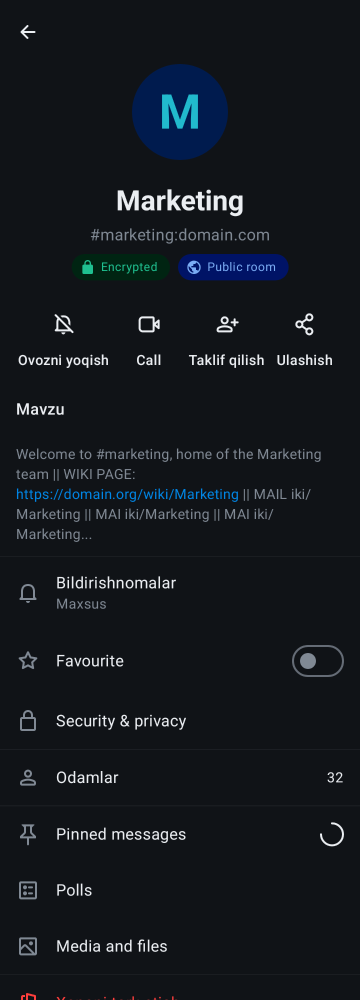 M
Marketing
#marketing:domain.com
Encrypted
Public room
Ovozni yoqish
Call
Taklif qilish
Ulashish
Mavzu
Welcome to #marketing, home of the Marketing
team || WIKI PAGE:
https://domain.org/wiki/Marketing || MAIL iki/
Marketing || MAI iki/Marketing || MAI iki/
Marketing...
Bildirishnomalar
Maxsus
Favourite
Security & privacy
Odamlar
32
Pinned messages
Polls
Media and files